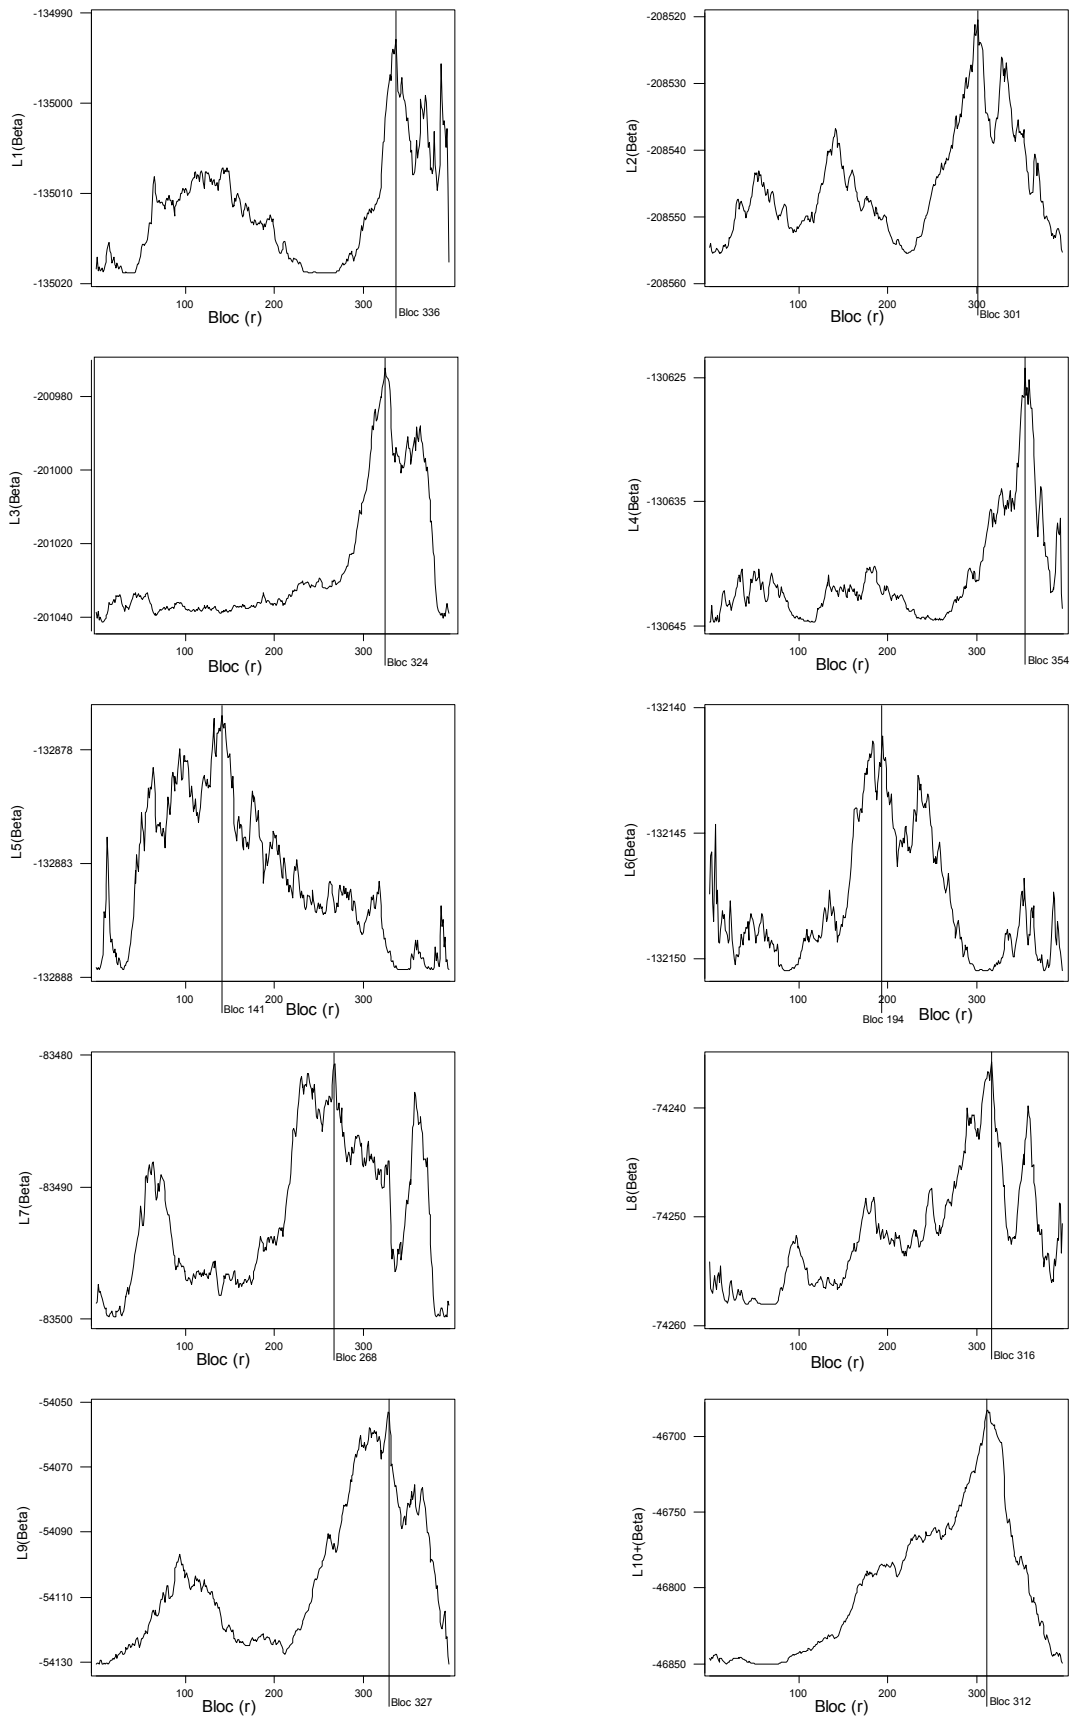 -134990
-135000
-135010
-135020
L1(Beta)
100 200 300
Bloc (r)
Bloc 336
-208520
-208530
-208540
-208550
-208560
L2(Beta)
100 200 300
Bloc (r)
Bloc 301
-200980
-201000
-201020
-201040
L3(Beta)
100 200 300
Bloc (r)
Bloc 324
-130625
-130635
-130645
L4(Beta)
100 200 300
Bloc (r)
Bloc 354
-132878
-132883
-132888
L5(Beta)
100 200 300
Bloc 141
Bloc (r)
-132140
-132145
-132150
L6(Beta)
100 200 300
Bloc 194
Bloc (r)
-83480
-83490
-83500
L7(Beta)
100 200 300
Bloc (r)
Bloc 268
-74240
-74250
-74260
L8(Beta)
100 200 300
Bloc (r)
Bloc 316
-54050
-54070
-54090
-54110
-54130
L9(Beta)
100 200 300
Bloc (r)
Bloc 327
-46700
-46750
-46800
-46850
L10+(Beta)
100 200 300
Bloc (r)
Bloc 312